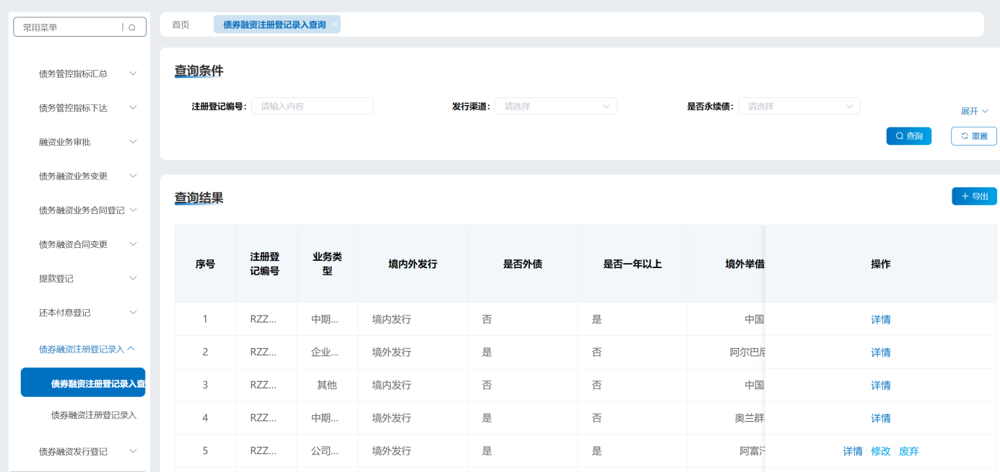 常用菜单
首页
债券融资注册登记录入查询
债务管控指标汇总
债务管控指标下达
融资业务审批
债务融资业务变更
债务融资业务合同登记
债务融资合同变更
提款登记
还本付息登记
债券融资注册登记录入
债券融资注册登记录入查
债券融资注册登记录入
债券融资发行登记
查询条件
注册登记编号: 请输入内容 发行渠道: 请选择 是否永续债: 请选择
展开
查询 重置
查询结果
导出
序号 注册登记编号 业务类型 境内外发行 是否外债 是否一年以上 境外举借 操作
1 RZZ... 中期... 境内发行 否 是 中国 详情
2 RZZ... 企业... 境外发行 是 否 阿尔巴尼 详情
3 RZZ... 其他 境内发行 否 否 中国 详情
4 RZZ... 中期... 境外发行 是 否 奥兰群 详情
5 RZZ... 公司... 境外发行 是 是 阿富汗 详情 修改 废弃